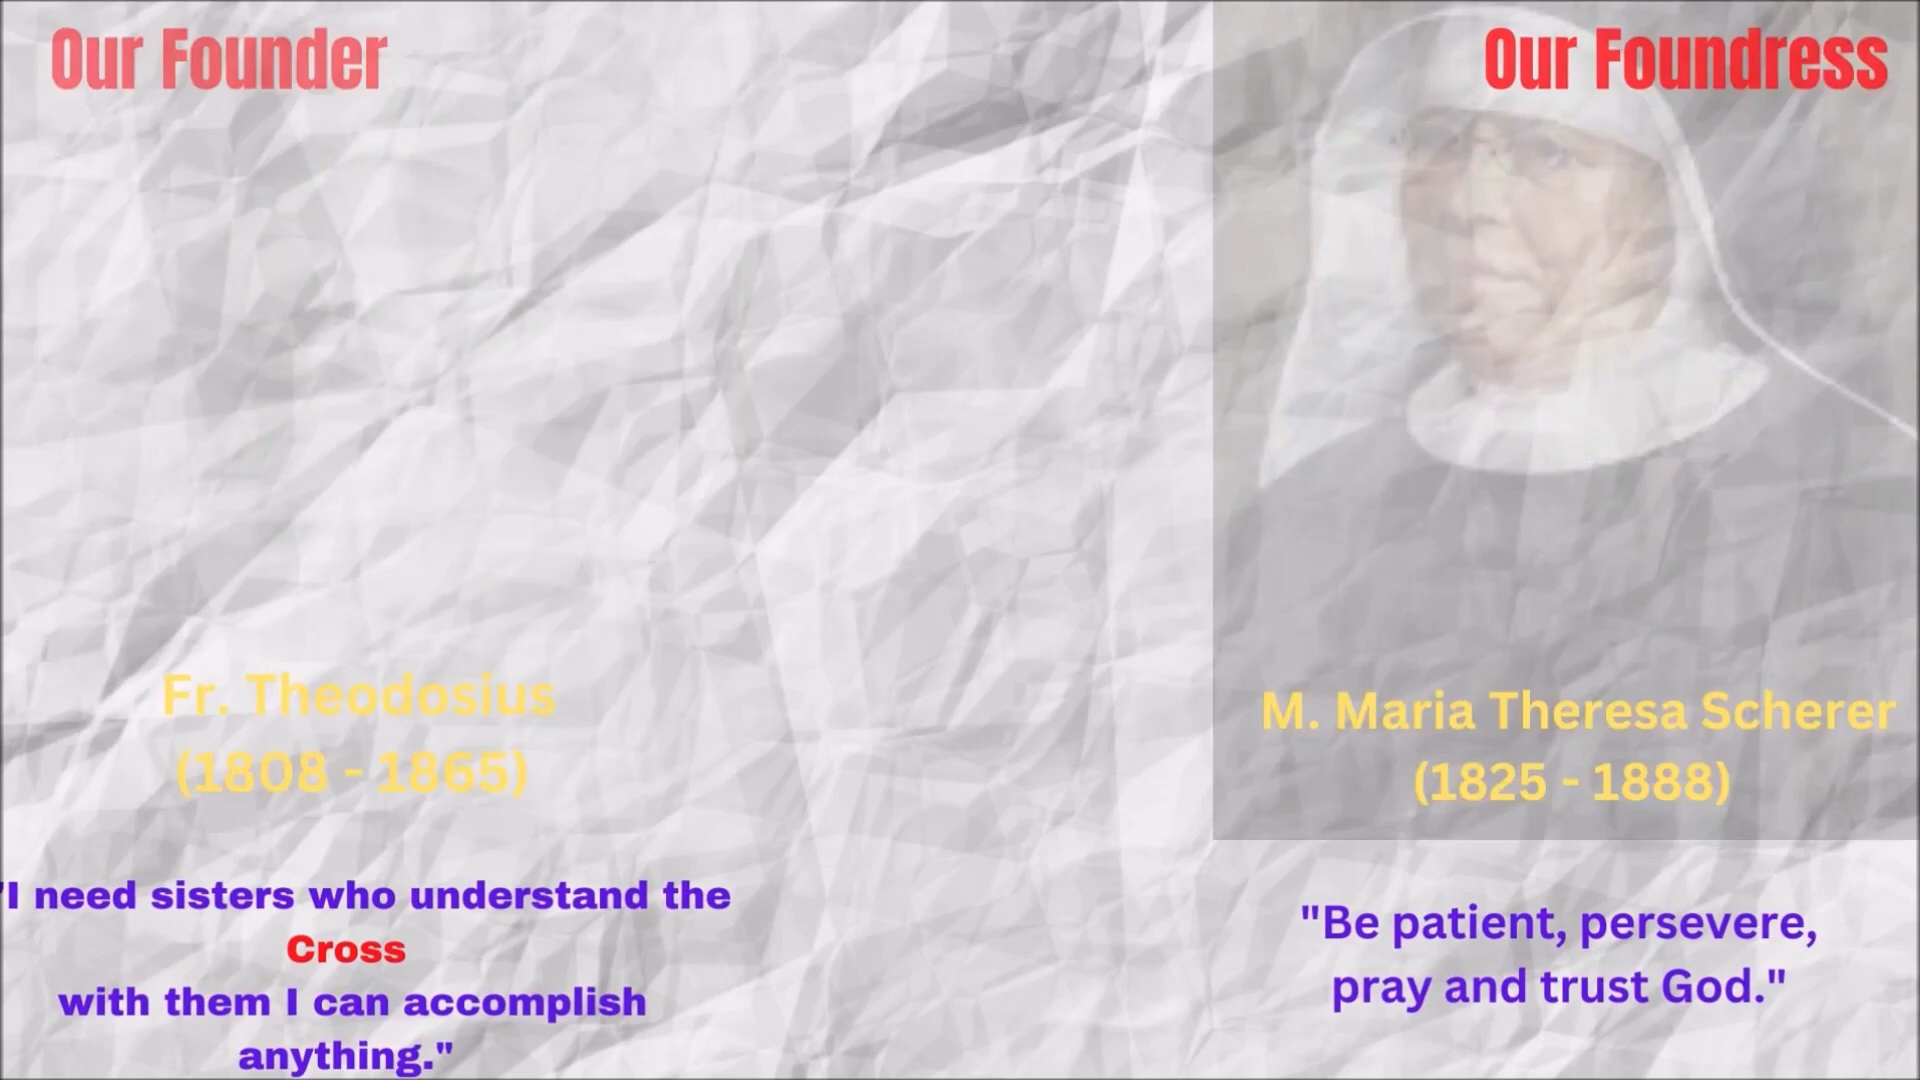 Our Founder
Fr. Theodosius
(1808 - 1865)
"I need sisters who understand the
Cross
with them I can accomplish
anything."
Our Foundress
M. Maria Theresa Scherer
(1825 - 1888)
"Be patient, persevere,
pray and trust God."